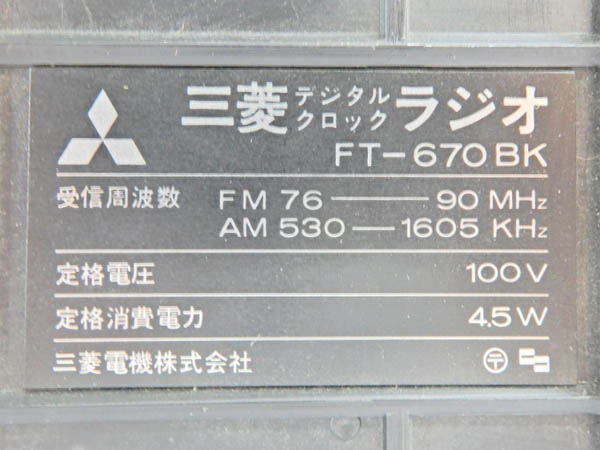 三菱デジタルクロックラジオ
FT-670BK
受信周波数 FM 76 — 90 MHz
AM 530 — 1605 KHz
定格電圧 100V
定格消費電力 4.5W
三菱電機株式会社 〒